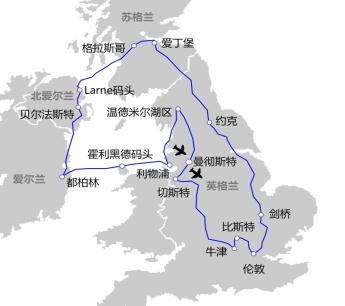 苏格兰
格拉斯哥
爱丁堡
北爱尔兰
Larne码头
贝尔法斯特
温德米尔湖区
约克
霍利黑德码头
曼彻斯特
爱尔兰
都柏林
利物浦
切斯特
英格兰
剑桥
比斯特
牛津
伦敦